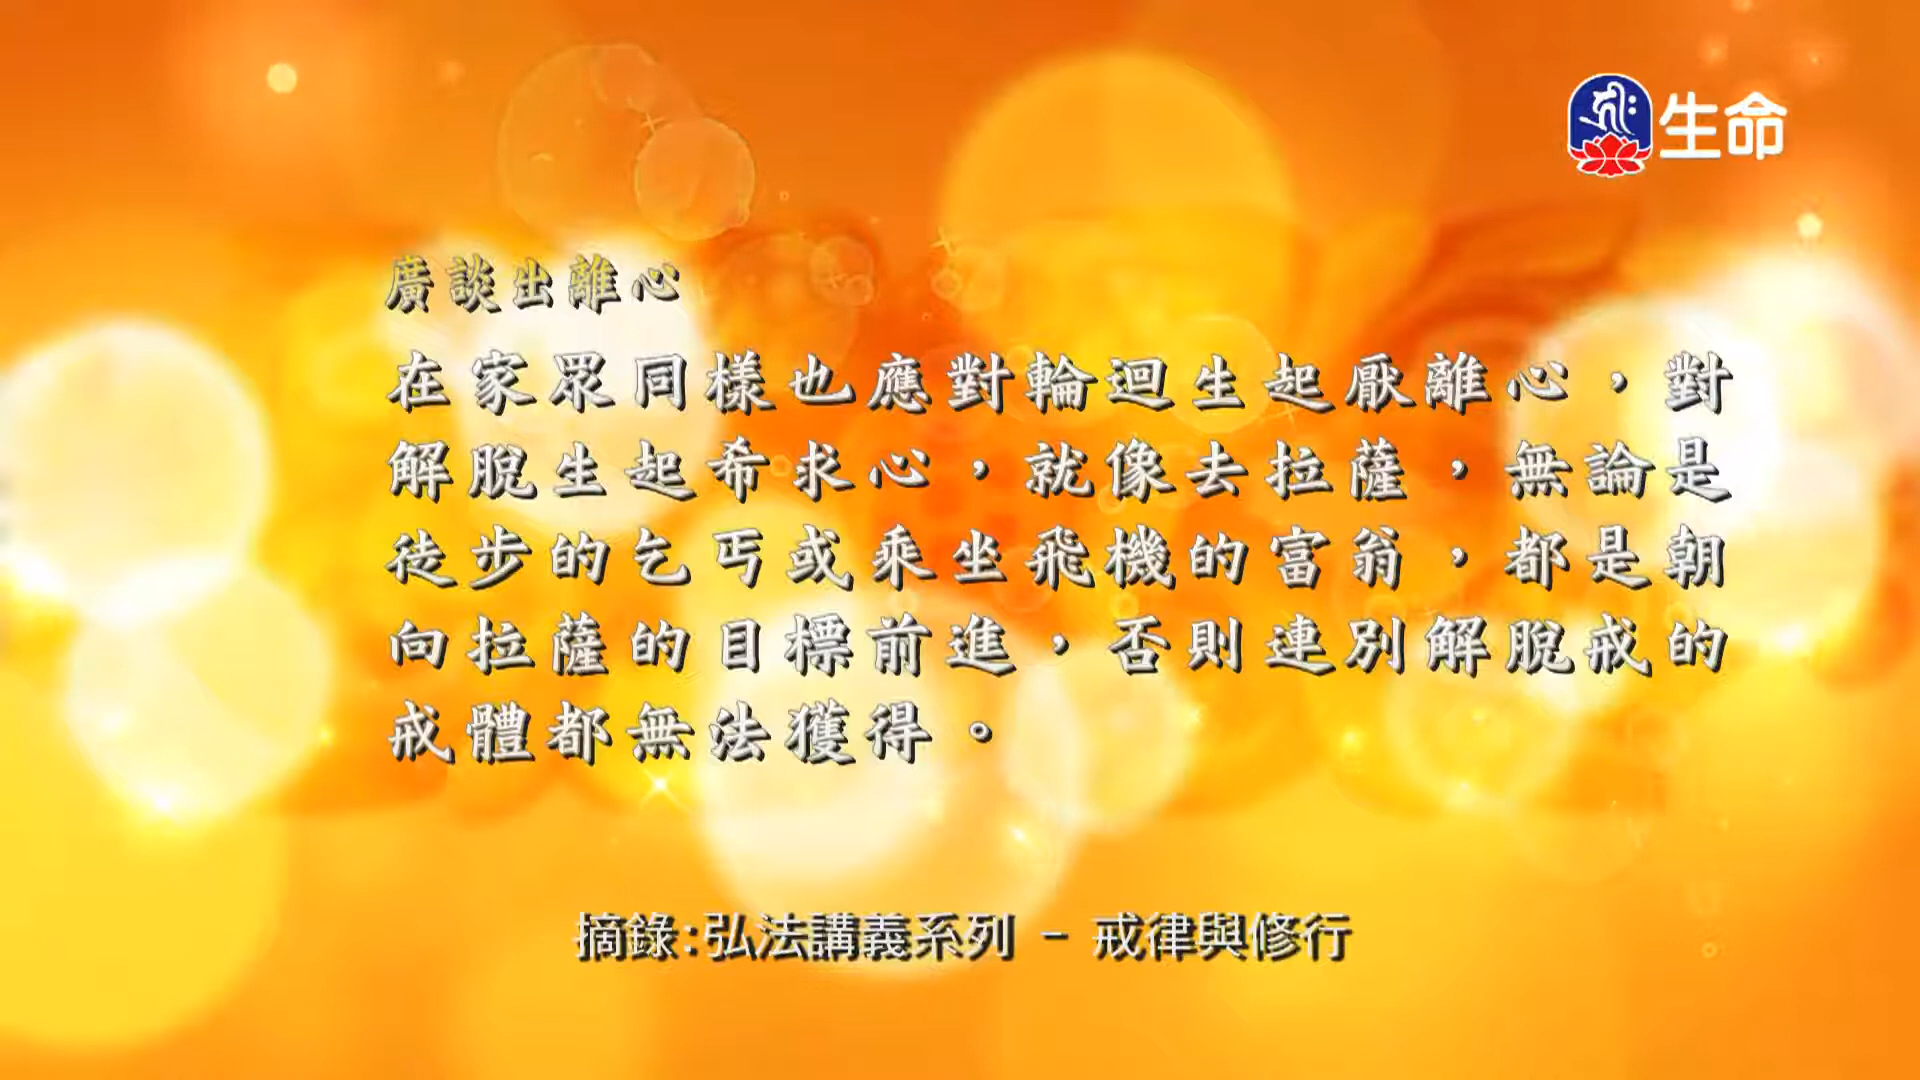 生命
廣談出離心
在家眾同樣也應對輪迴生起厭離心，對
解脫生起希求心，就像去拉薩，無論是
徒步的乞丐或乘坐飛機的富翁，都是朝
向拉薩的目標前進，否則連別解脫戒的
戒體都無法獲得。
摘錄:弘法講義系列 - 戒律與修行